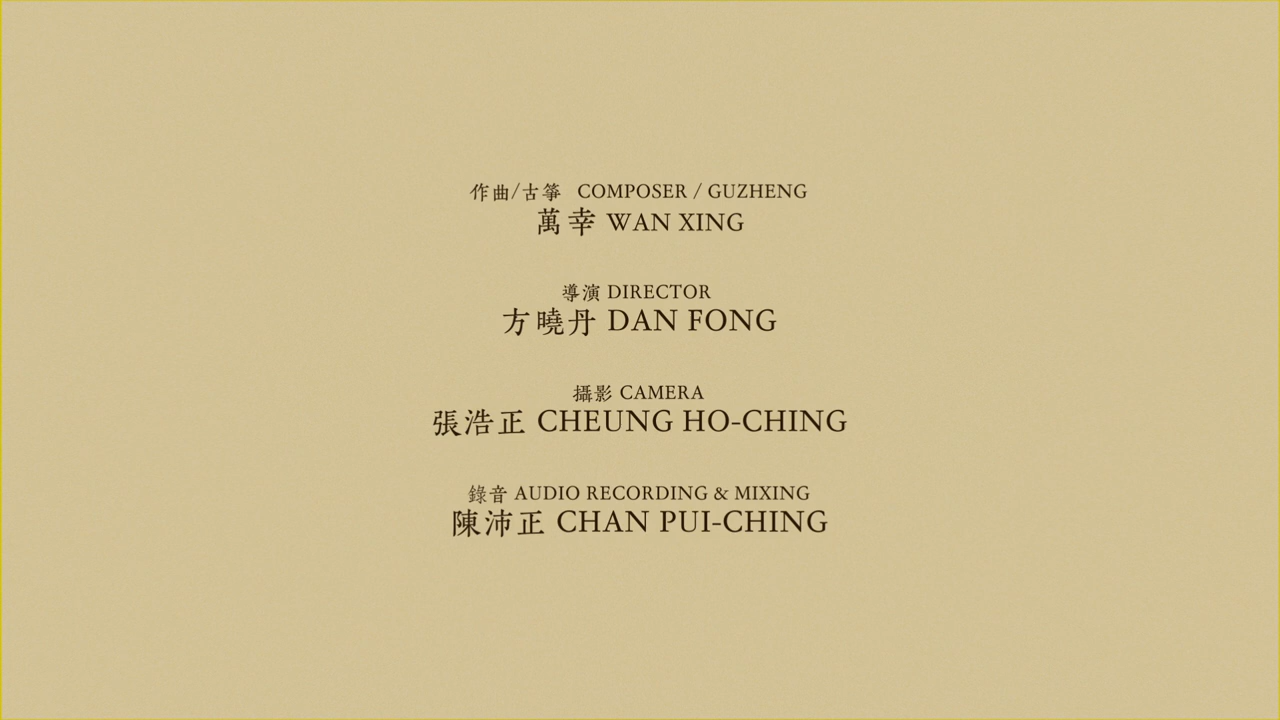 作曲/古箏 COMPOSER / GUZHENG
萬幸 WAN XING
導演 DIRECTOR
方曉丹 DAN FONG
攝影 CAMERA
張浩正 CHEUNG HO-CHING
錄音 AUDIO RECORDING & MIXING
陳沛正 CHAN PUI-CHING